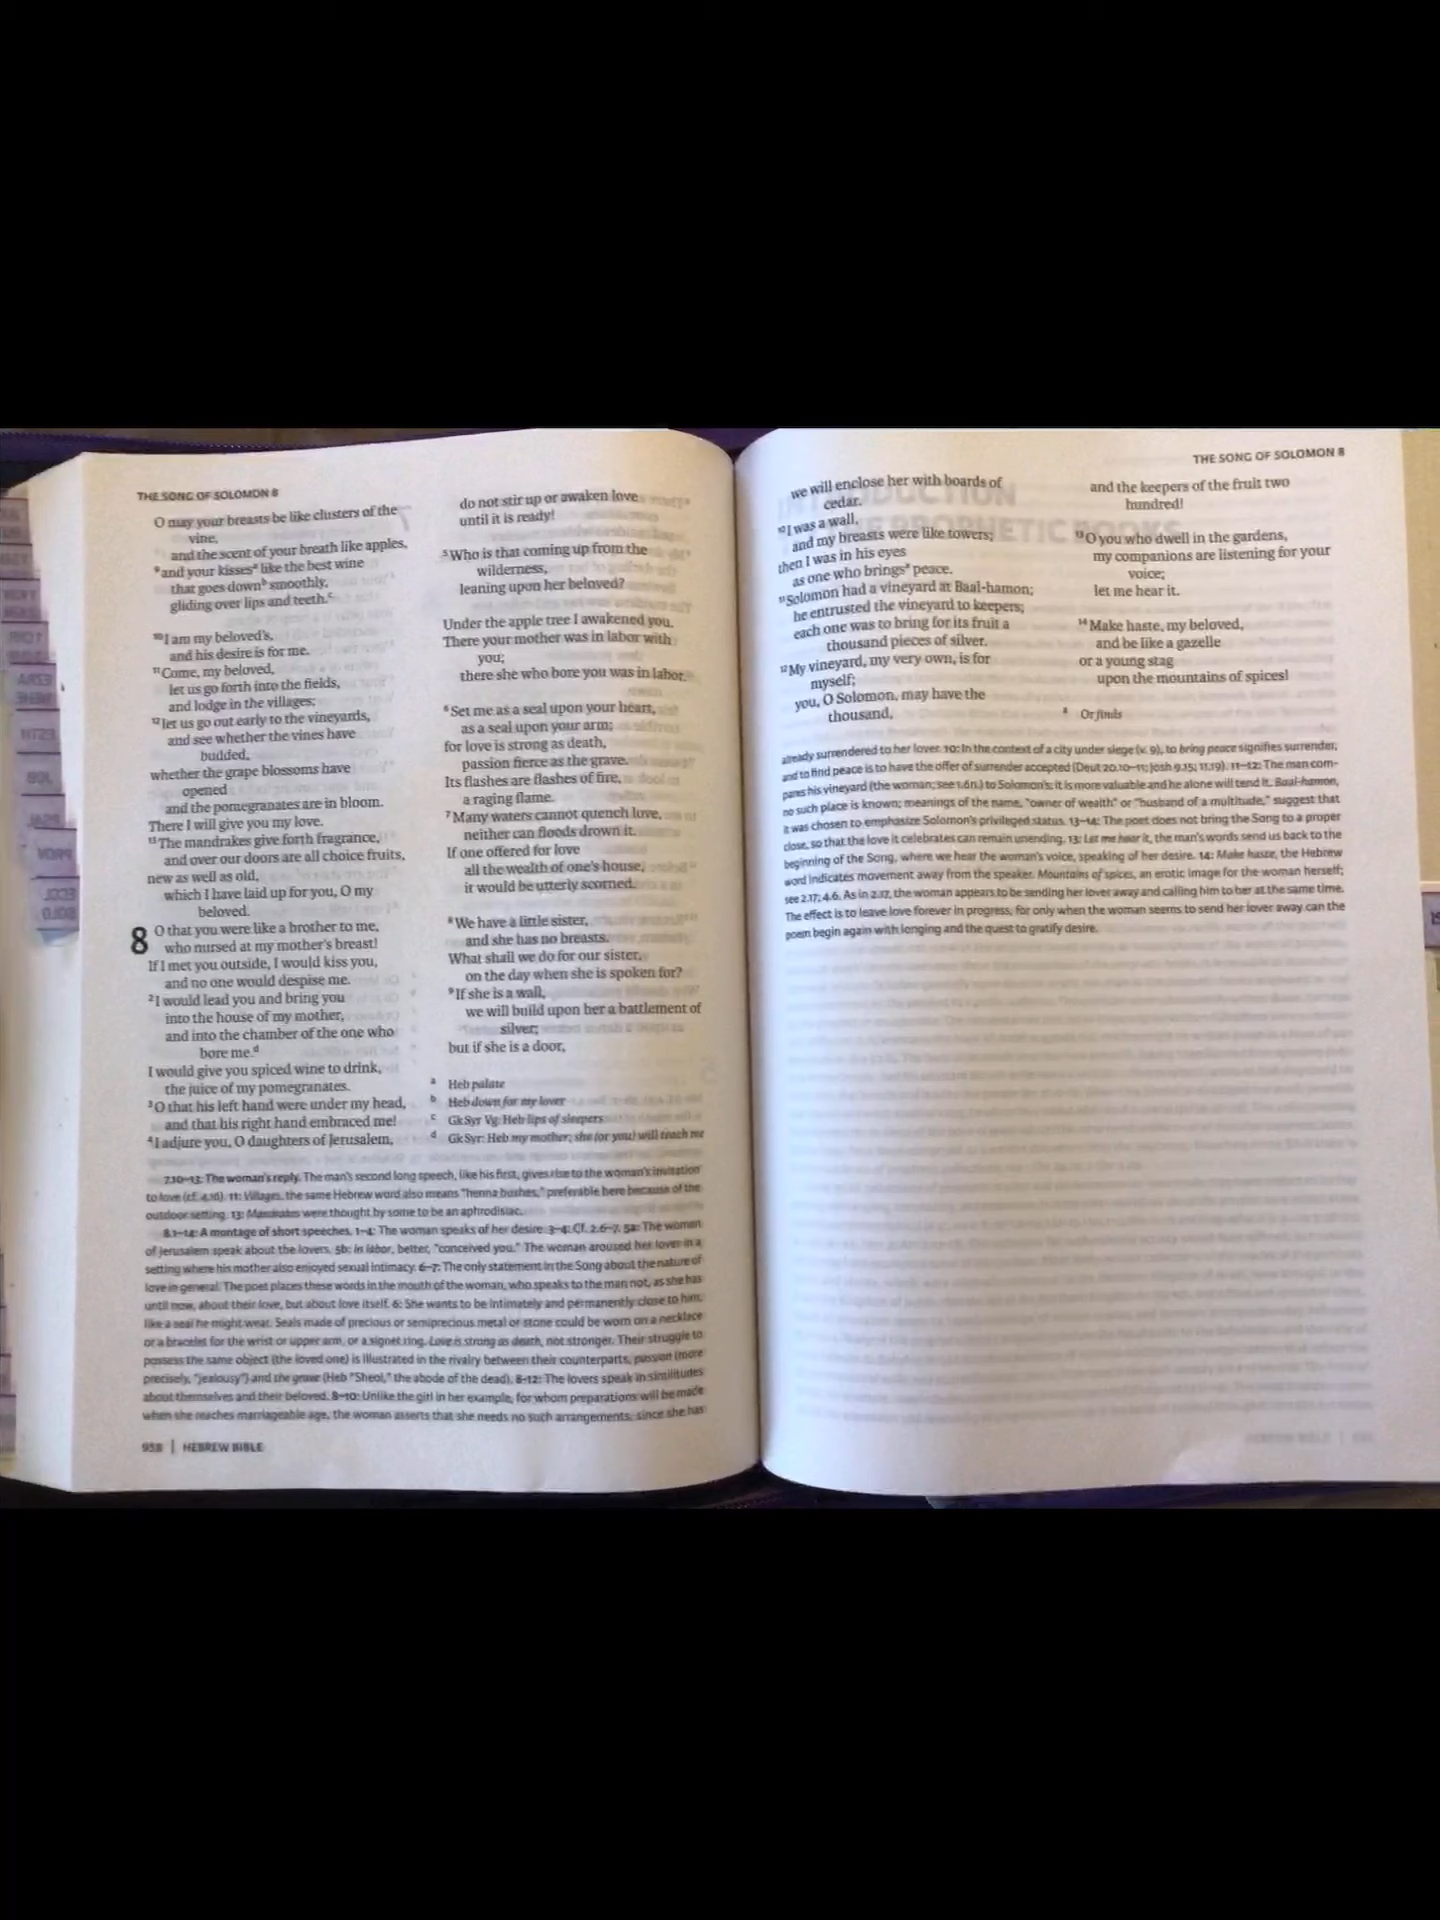 THE SONG OF SOLOMON 8
O may your breasts be like clusters of the
vine,
and the scent of your breath like apples,
⁹and your kissesᵃ like the best wine
that goes downᵇ smoothly,
gliding over lips and teeth.ᶜ
¹⁰I am my beloved's,
and his desire is for me.
¹¹Come, my beloved,
let us go forth into the fields,
and lodge in the villages;
¹²let us go out early to the vineyards,
and see whether the vines have
budded,
whether the grape blossoms have
opened
and the pomegranates are in bloom.
There I will give you my love.
¹³The mandrakes give forth fragrance,
and over our doors are all choice fruits,
new as well as old,
which I have laid up for you, O my
beloved.
8 O that you were like a brother to me,
who nursed at my mother's breast!
If I met you outside, I would kiss you,
and no one would despise me.
²I would lead you and bring you
into the house of my mother,
and into the chamber of the one who
bore me.ᵈ
I would give you spiced wine to drink,
the juice of my pomegranates.
³O that his left hand were under my head,
and that his right hand embraced me!
⁴I adjure you, O daughters of Jerusalem,
do not stir up or awaken love
until it is ready!
⁵Who is that coming up from the
wilderness,
leaning upon her beloved?
Under the apple tree I awakened you.
There your mother was in labor with
you;
there she who bore you was in labor.
⁶Set me as a seal upon your heart,
as a seal upon your arm;
for love is strong as death,
passion fierce as the grave.
Its flashes are flashes of fire,
a raging flame.
⁷Many waters cannot quench love,
neither can floods drown it.
If one offered for love
all the wealth of one's house,
it would be utterly scorned.
⁸We have a little sister,
and she has no breasts.
What shall we do for our sister,
on the day when she is spoken for?
⁹If she is a wall,
we will build upon her a battlement of
silver;
but if she is a door,
a Heb palate
b Heb down for my lover
c Gk Syr Vg: Heb lips of sleepers
d Gk Syr: Heb my mother; she (or you) will teach me
7.10–13: The woman's reply. The man's second long speech, like his first, gives rise to the woman's invitation
to love (cf. 4.16). 11: Villages, the same Hebrew word also means "henna bushes," preferable here because of the
outdoor setting. 13: Mandrakes were thought by some to be an aphrodisiac.
8.1–14: A montage of short speeches. 1–4: The woman speaks of her desire. 3–4: Cf. 2.6–7. 5a: The women
of Jerusalem speak about the lovers. 5b: In labor, better, "conceived you." The woman aroused her lover in a
setting where his mother also enjoyed sexual intimacy. 6–7: The only statement in the Song about the nature of
love in general. The poet places these words in the mouth of the woman, who speaks to the man not, as she has
until now, about their love, but about love itself. 6: She wants to be intimately and permanently close to him,
like a seal he might wear. Seals made of precious or semiprecious metal or stone could be worn on a necklace
or a bracelet for the wrist or upper arm, or a signet ring. Love is strong as death, not stronger. Their struggle to
possess the same object (the loved one) is illustrated in the rivalry between their counterparts, passion (more
precisely, "jealousy") and the grave (Heb "Sheol," the abode of the dead). 8–12: The lovers speak in similitudes
about themselves and their beloved. 8–10: Unlike the girl in her example, for whom preparations will be made
when she reaches marriageable age, the woman asserts that she needs no such arrangements, since she has
958 | HEBREW BIBLE
THE SONG OF SOLOMON 8
we will enclose her with boards of
cedar.
¹⁰I was a wall,
and my breasts were like towers;
then I was in his eyes
as one who bringsᵃ peace.
¹¹Solomon had a vineyard at Baal-hamon;
he entrusted the vineyard to keepers;
each one was to bring for its fruit a
thousand pieces of silver.
¹²My vineyard, my very own, is for
myself;
you, O Solomon, may have the
thousand,
and the keepers of the fruit two
hundred!
¹³O you who dwell in the gardens,
my companions are listening for your
voice;
let me hear it.
¹⁴Make haste, my beloved,
and be like a gazelle
or a young stag
upon the mountains of spices!
a Or finds
already surrendered to her lover. 10: In the context of a city under siege (v. 9), to bring peace signifies surrender,
and to find peace is to have the offer of surrender accepted (Deut 20.10–11; Josh 9.15; 11.19). 11–12: The man com-
pares his vineyard (the woman; see 1.6n.) to Solomon's; it is more valuable and he alone will tend it. Baal-hamon,
no such place is known; meanings of the name, "owner of wealth" or "husband of a multitude," suggest that
it was chosen to emphasize Solomon's privileged status. 13–14: The poet does not bring the Song to a proper
close, so that the love it celebrates can remain unending. 13: Let me hear it, the man's words send us back to the
beginning of the Song, where we hear the woman's voice, speaking of her desire. 14: Make haste, the Hebrew
word indicates movement away from the speaker. Mountains of spices, an erotic image for the woman herself;
see 2.17; 4.6. As in 2.17, the woman appears to be sending her lover away and calling him to her at the same time.
The effect is to leave love forever in progress, for only when the woman seems to send her lover away can the
poem begin again with longing and the quest to gratify desire.